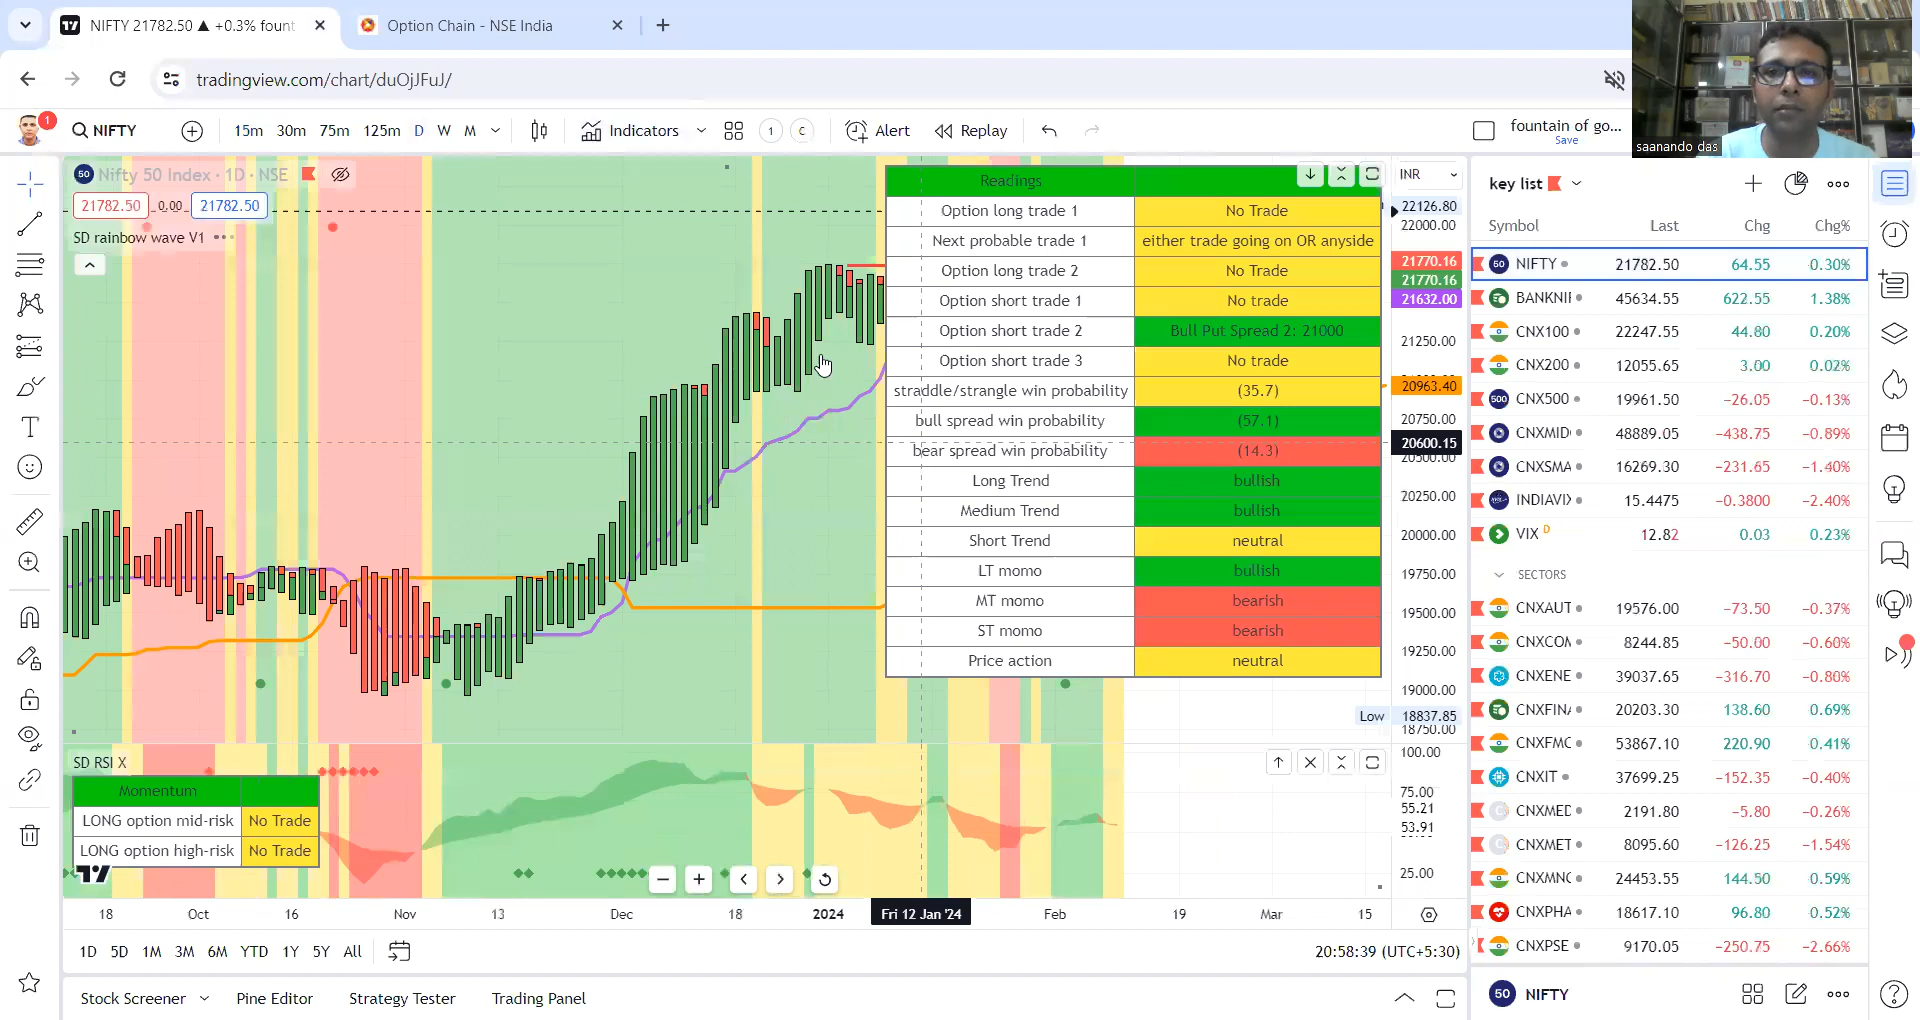 NIFTY 21782.50 ▲ +0.3% fount
Option Chain - NSE India
tradingview.com/chart/duOjJFuJ/
saanando das
1
NIFTY
15m 30m 75m 125m D W M
Indicators
1 C
Alert
Replay
fountain of go...
Save
50 Nifty 50 Index · 1D · NSE
21782.50 0.00 21782.50
SD rainbow wave V1
Readings
Option long trade 1 No Trade
Next probable trade 1 either trade going on OR anyside
Option long trade 2 No Trade
Option short trade 1 No trade
Option short trade 2 Bull Put Spread 2: 21000
Option short trade 3 No trade
straddle/strangle win probability (35.7)
bull spread win probability (57.1)
bear spread win probability (14.3)
Long Trend bullish
Medium Trend bullish
Short Trend neutral
LT momo bullish
MT momo bearish
ST momo bearish
Price action neutral
INR
22126.80
22000.00
21770.16
21770.16
21632.00
21250.00
20963.40
20750.00
20600.15
20500.00
20250.00
20000.00
19750.00
19500.00
19250.00
19000.00
Low 18837.85
18750.00
SD RSI X
Momentum
LONG option mid-risk No Trade
LONG option high-risk No Trade
100.00
75.00
55.21
53.91
25.00
18 Oct 16 Nov 13 Dec 18 2024 Fri 12 Jan '24 Feb 19 Mar 15
1D 5D 1M 3M 6M YTD 1Y 5Y All
20:58:39 (UTC+5:30)
Stock Screener
Pine Editor
Strategy Tester
Trading Panel
key list
Symbol Last Chg Chg%
50 NIFTY 21782.50 64.55 0.30%
BANKNIF 45634.55 622.55 1.38%
CNX100 22247.55 44.80 0.20%
CNX200 12055.65 3.00 0.02%
500 CNX500 19961.50 −26.05 −0.13%
CNXMID 48889.05 −438.75 −0.89%
CNXSMA 16269.30 −231.65 −1.40%
INDIAVIX 15.4475 −0.3800 −2.40%
VIX D 12.82 0.03 0.23%
SECTORS
CNXAUT 19576.00 −73.50 −0.37%
CNXCOM 8244.85 −50.00 −0.60%
CNXENE 39037.65 −316.70 −0.80%
CNXFINA 20203.30 138.60 0.69%
CNXFMC 53867.10 220.90 0.41%
CNXIT 37699.25 −152.35 −0.40%
CNXMED 2191.80 −5.80 −0.26%
CNXMET 8095.60 −126.25 −1.54%
CNXMNC 24453.55 144.50 0.59%
CNXPHA 18617.10 96.80 0.52%
CNXPSE 9170.05 −250.75 −2.66%
50 NIFTY